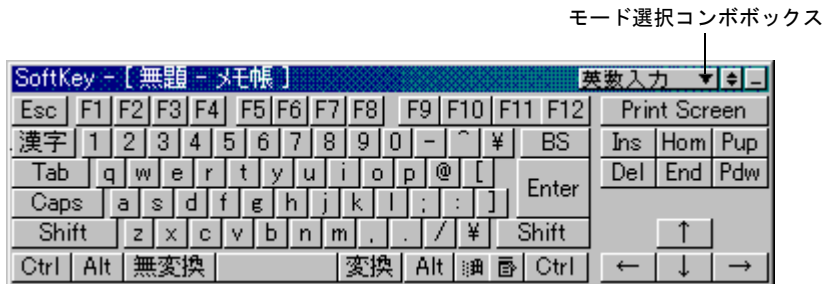 モード選択コンボボックス
SoftKey - [ 無題 - メモ帳 ] 英数入力
Esc F1 F2 F3 F4 F5 F6 F7 F8 F9 F10 F11 F12 Print Screen
漢字 1 2 3 4 5 6 7 8 9 0 - ^ ¥ BS Ins Hom Pup
Tab q w e r t y u i o p @ [ Enter Del End Pdw
Caps a s d f g h j k l ; : ]
Shift z x c v b n m , . / ¥ Shift ↑
Ctrl Alt 無変換 変換 Alt Ctrl ← ↓ →